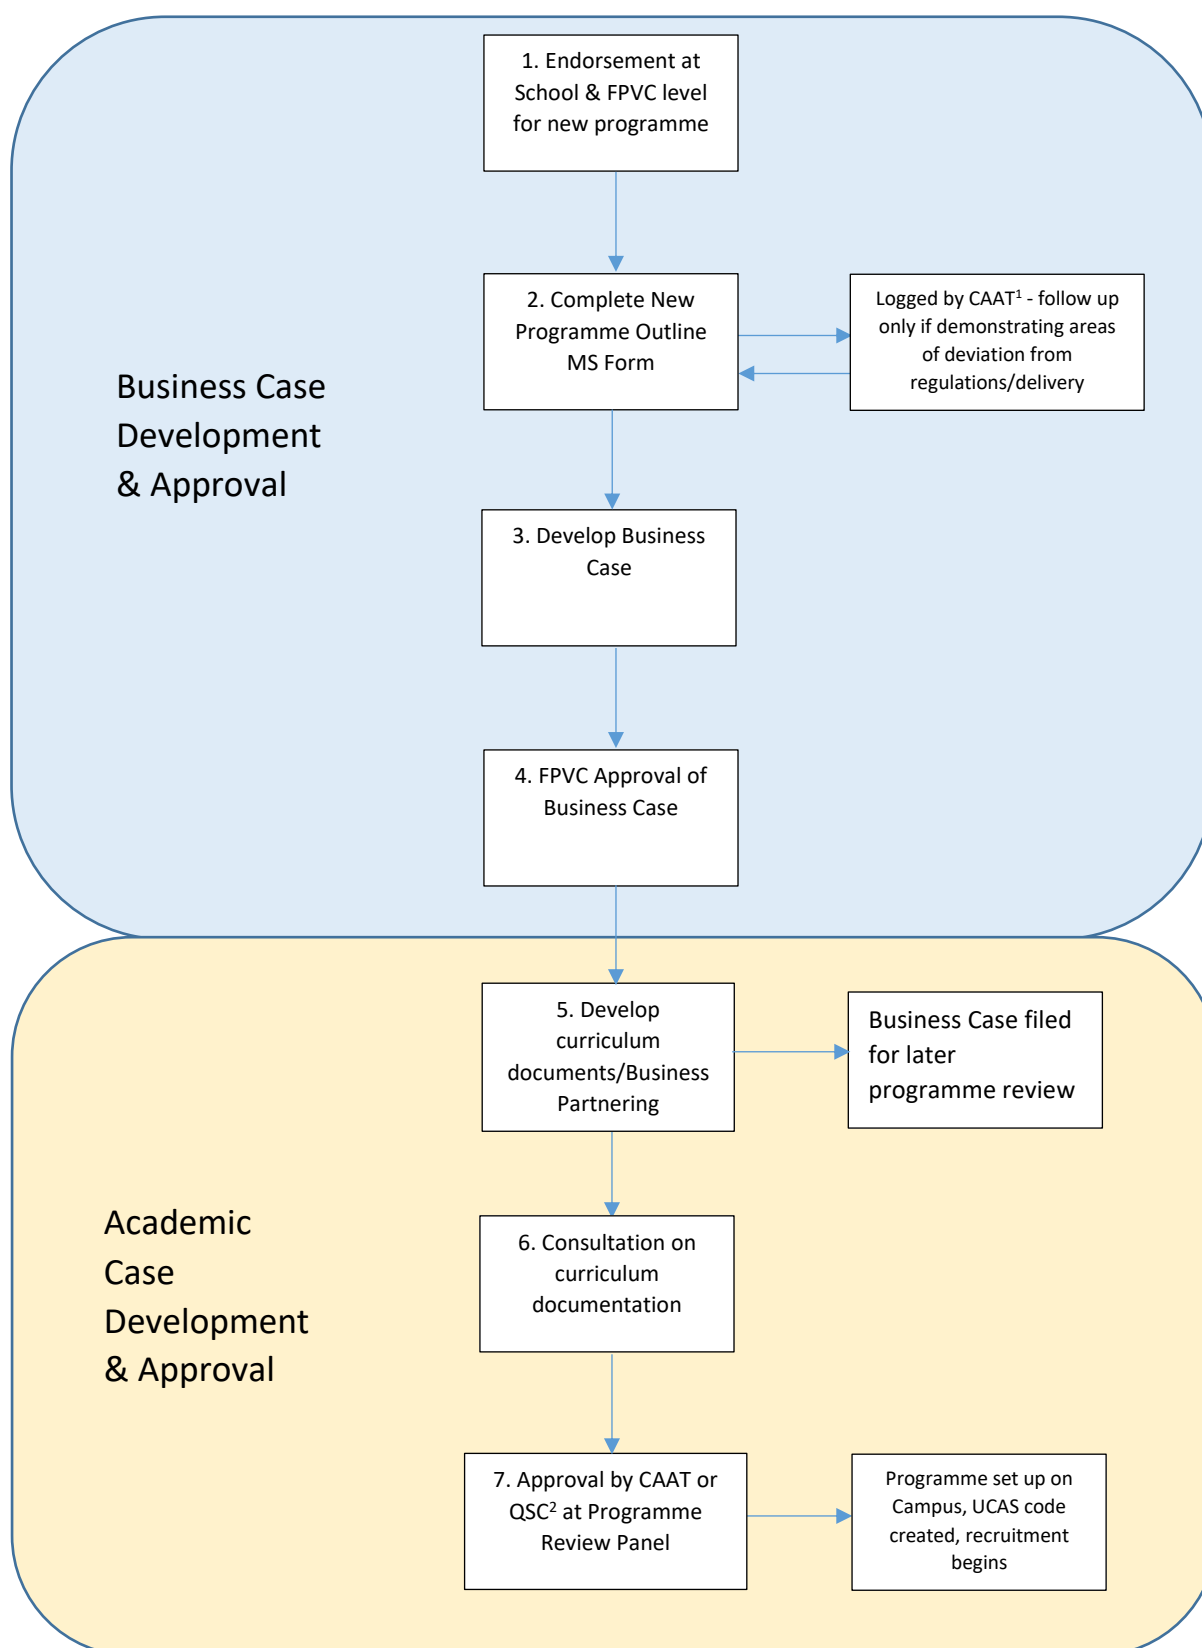 1. Endorsement at
School & FPVC level
for new programme
2. Complete New
Programme Outline
MS Form
Logged by CAAT¹ - follow up
only if demonstrating areas
of deviation from
regulations/delivery
Business Case
Development
& Approval
3. Develop Business
Case
4. FPVC Approval of
Business Case
5. Develop
curriculum
documents/Business
Partnering
Business Case filed
for later
programme review
Academic
Case
Development
& Approval
6. Consultation on
curriculum
documentation
7. Approval by CAAT or
QSC² at Programme
Review Panel
Programme set up on
Campus, UCAS code
created, recruitment
begins